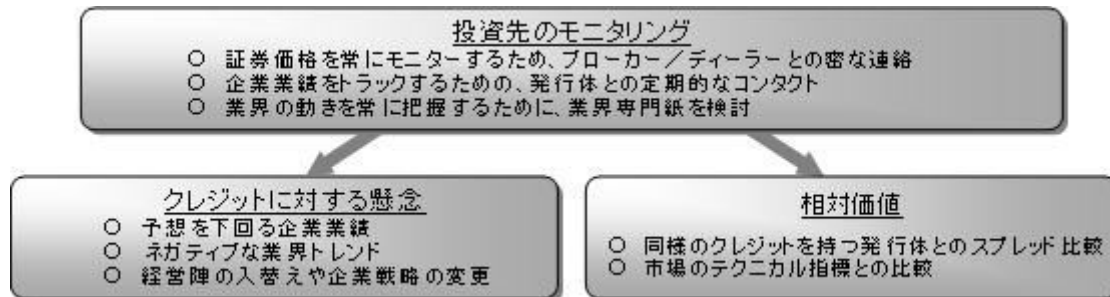 投資先のモニタリング
○ 証券価格を常にモニターするため、ブローカー／ディーラーとの密な連絡
○ 企業業績をトラックするための、発行体との定期的なコンタクト
○ 業界の動きを常に把握するために、業界専門紙を検討
クレジットに対する懸念
○ 予想を下回る企業業績
○ ネガティブな業界トレンド
○ 経営陣の入替えや企業戦略の変更
相対価値
○ 同様のクレジットを持つ発行体とのスプレッド比較
○ 市場のテクニカル指標との比較